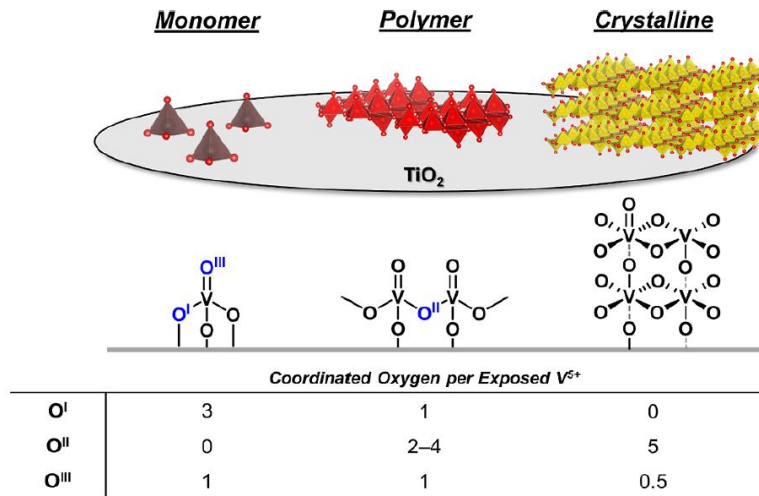 Monomer Polymer Crystalline
TiO₂
O
O O V O V O
Oᴵᴵᴵ O O O O O O
V V V O O
Oᴵ O O O Oᴵᴵ O O V O V O
O O O O O O O
O O
Coordinated Oxygen per Exposed V⁵⁺
Oᴵ 3 1 0
Oᴵᴵ 0 2–4 5
Oᴵᴵᴵ 1 1 0.5